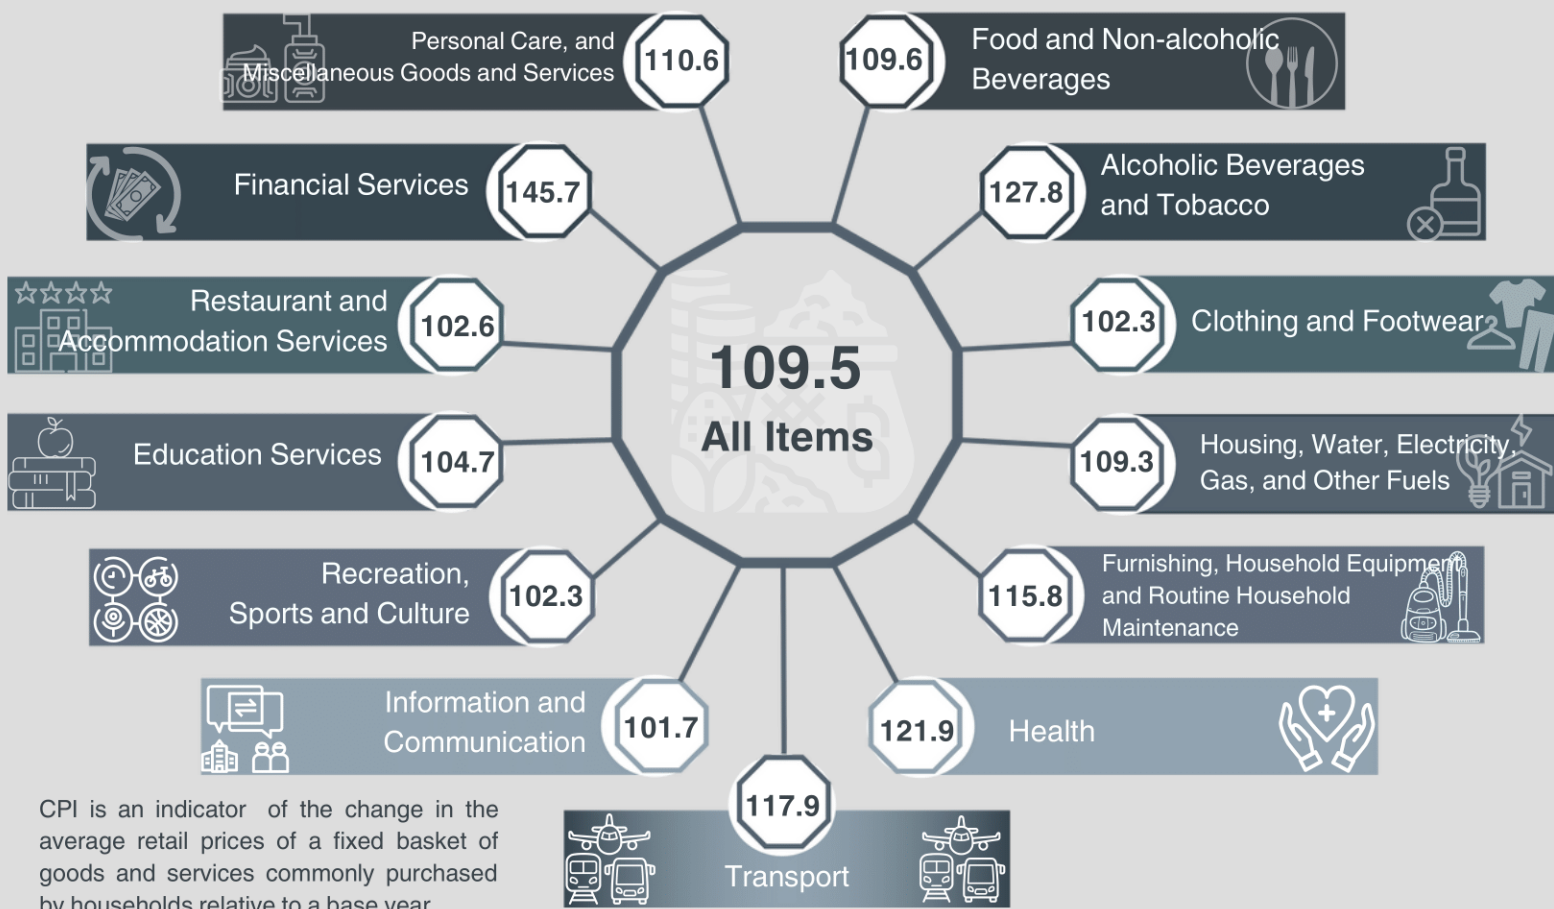 Personal Care, and
Miscellaneous Goods and Services
110.6
109.6
Food and Non-alcoholic
Beverages
Financial Services
145.7
127.8
Alcoholic Beverages
and Tobacco
Restaurant and
Accommodation Services
102.6
109.5
All Items
102.3
Clothing and Footwear
Education Services
104.7
109.3
Housing, Water, Electricity,
Gas, and Other Fuels
Recreation,
Sports and Culture
102.3
115.8
Furnishing, Household Equipment
and Routine Household
Maintenance
Information and
Communication
101.7
121.9
Health
117.9
Transport
CPI is an indicator of the change in the
average retail prices of a fixed basket of
goods and services commonly purchased
by households relative to a base year